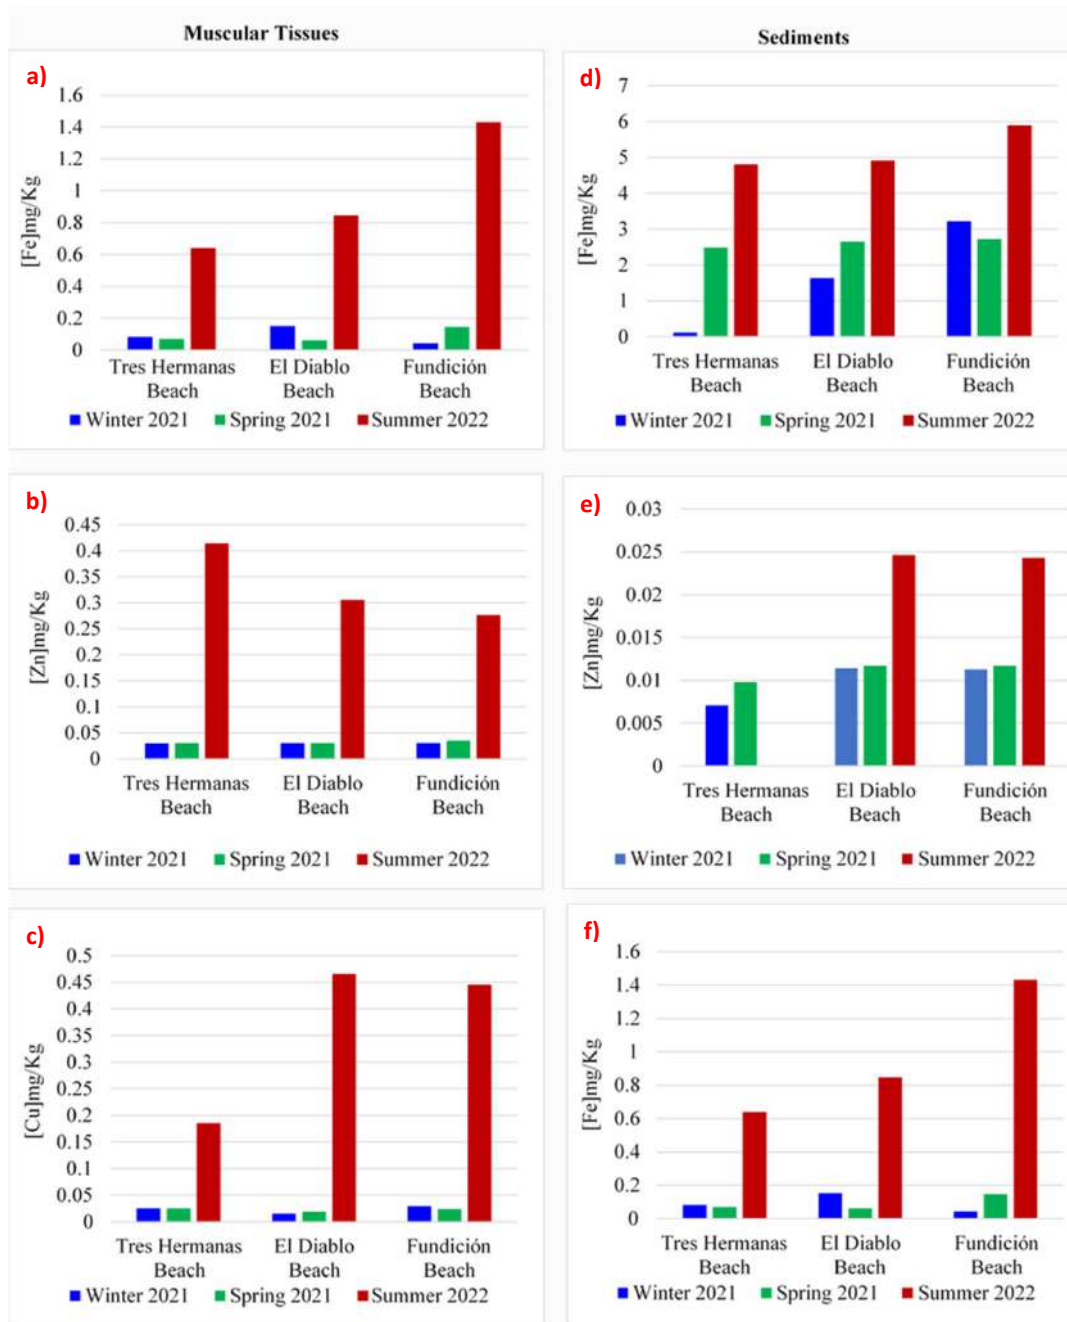 Muscular Tissues
a)
1.6
1.4
1.2
1
0.8
0.6
0.4
0.2
0
[Fe]mg/Kg
Tres Hermanas Beach
El Diablo Beach
Fundición Beach
Winter 2021
Spring 2021
Summer 2022
b)
0.45
0.4
0.35
0.3
0.25
0.2
0.15
0.1
0.05
0
[Zn]mg/Kg
Tres Hermanas Beach
El Diablo Beach
Fundición Beach
Winter 2021
Spring 2021
Summer 2022
c)
0.5
0.45
0.4
0.35
0.3
0.25
0.2
0.15
0.1
0.05
0
[Cu]mg/Kg
Tres Hermanas Beach
El Diablo Beach
Fundición Beach
Winter 2021
Spring 2021
Summer 2022
Sediments
d)
7
6
5
4
3
2
1
0
[Fe]mg/Kg
Tres Hermanas Beach
El Diablo Beach
Fundición Beach
Winter 2021
Spring 2021
Summer 2022
e)
0.03
0.025
0.02
0.015
0.01
0.005
0
[Zn]mg/Kg
Tres Hermanas Beach
El Diablo Beach
Fundición Beach
Winter 2021
Spring 2021
Summer 2022
f)
1.6
1.4
1.2
1
0.8
0.6
0.4
0.2
0
[Fe]mg/Kg
Tres Hermanas Beach
El Diablo Beach
Fundición Beach
Winter 2021
Spring 2021
Summer 2022